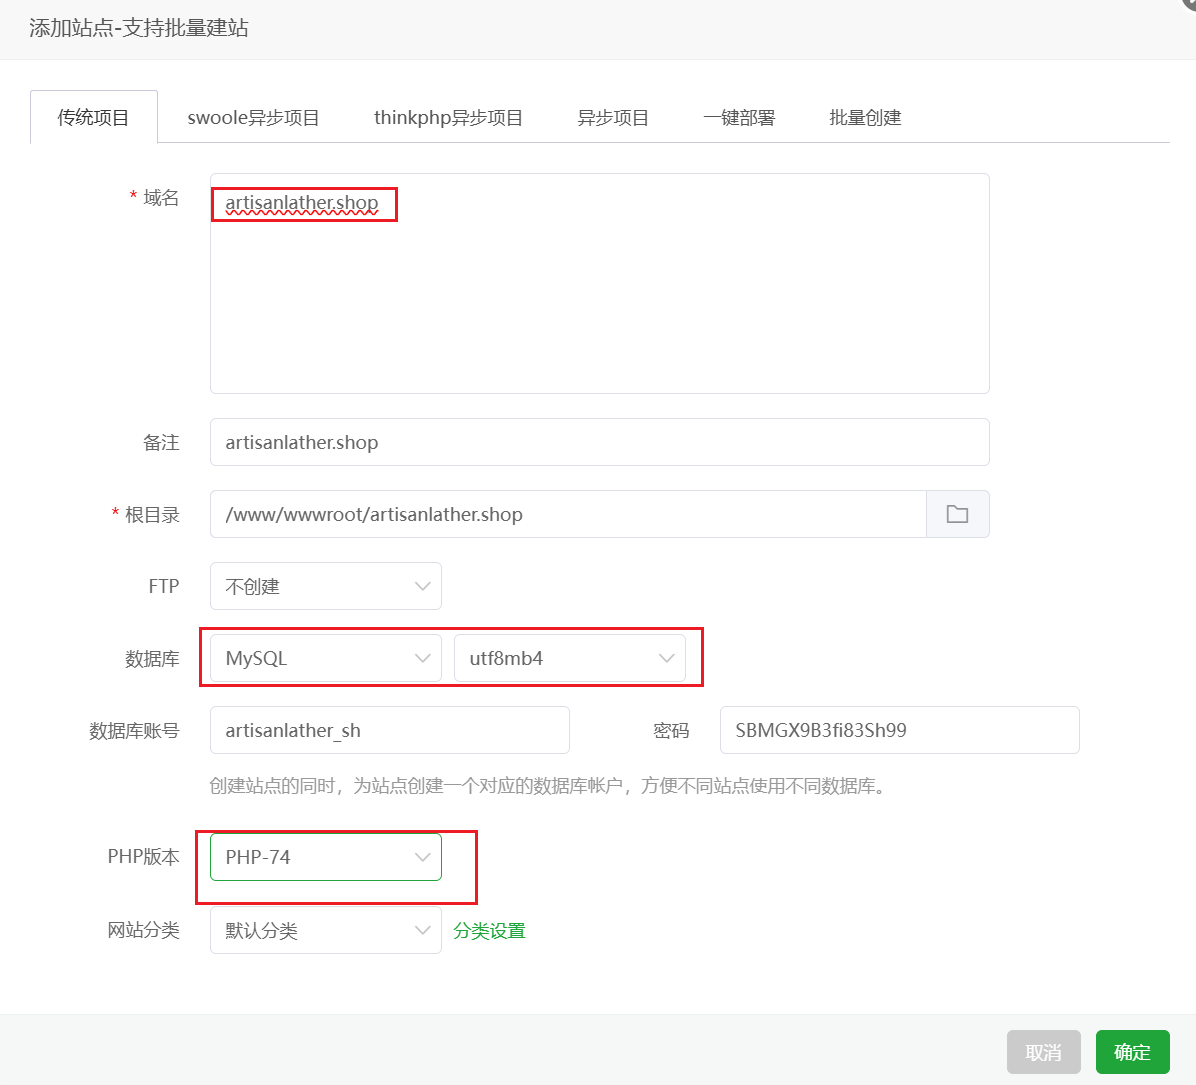 添加站点-支持批量建站
传统项目 swoole异步项目 thinkphp异步项目 异步项目 一键部署 批量创建
* 域名 artisanlather.shop
备注 artisanlather.shop
* 根目录 /www/wwwroot/artisanlather.shop
FTP 不创建
数据库 MySQL utf8mb4
数据库账号 artisanlather_sh 密码 SBMGX9B3fi83Sh99
创建站点的同时，为站点创建一个对应的数据库帐户，方便不同站点使用不同数据库。
PHP版本 PHP-74
网站分类 默认分类 分类设置
取消 确定